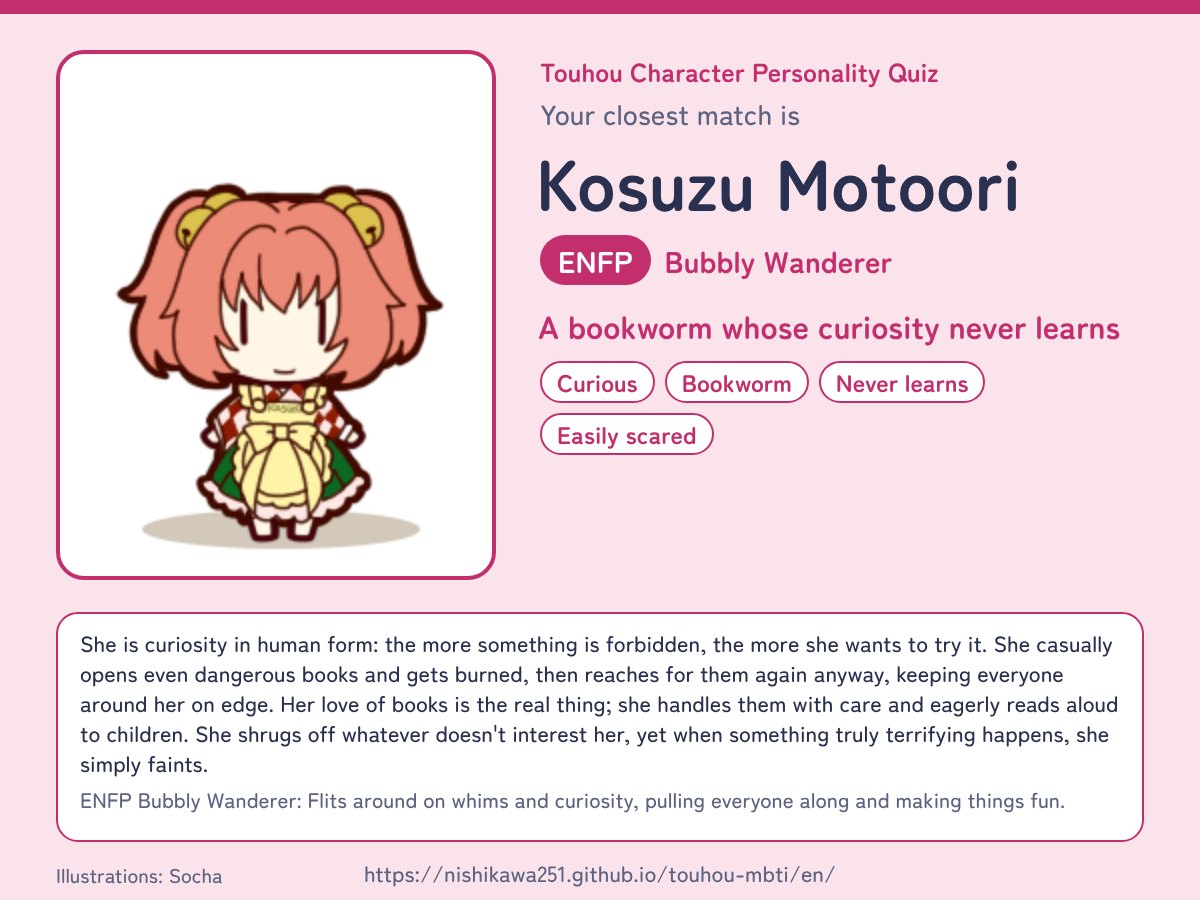 Touhou Character Personality Quiz
Your closest match is
Kosuzu Motoori
ENFP Bubbly Wanderer
A bookworm whose curiosity never learns
Curious Bookworm Never learns
Easily scared
Kosuzu
She is curiosity in human form: the more something is forbidden, the more she wants to try it. She casually
opens even dangerous books and gets burned, then reaches for them again anyway, keeping everyone
around her on edge. Her love of books is the real thing; she handles them with care and eagerly reads aloud
to children. She shrugs off whatever doesn't interest her, yet when something truly terrifying happens, she
simply faints.
ENFP Bubbly Wanderer: Flits around on whims and curiosity, pulling everyone along and making things fun.
Illustrations: Socha
https://nishikawa251.github.io/touhou-mbti/en/